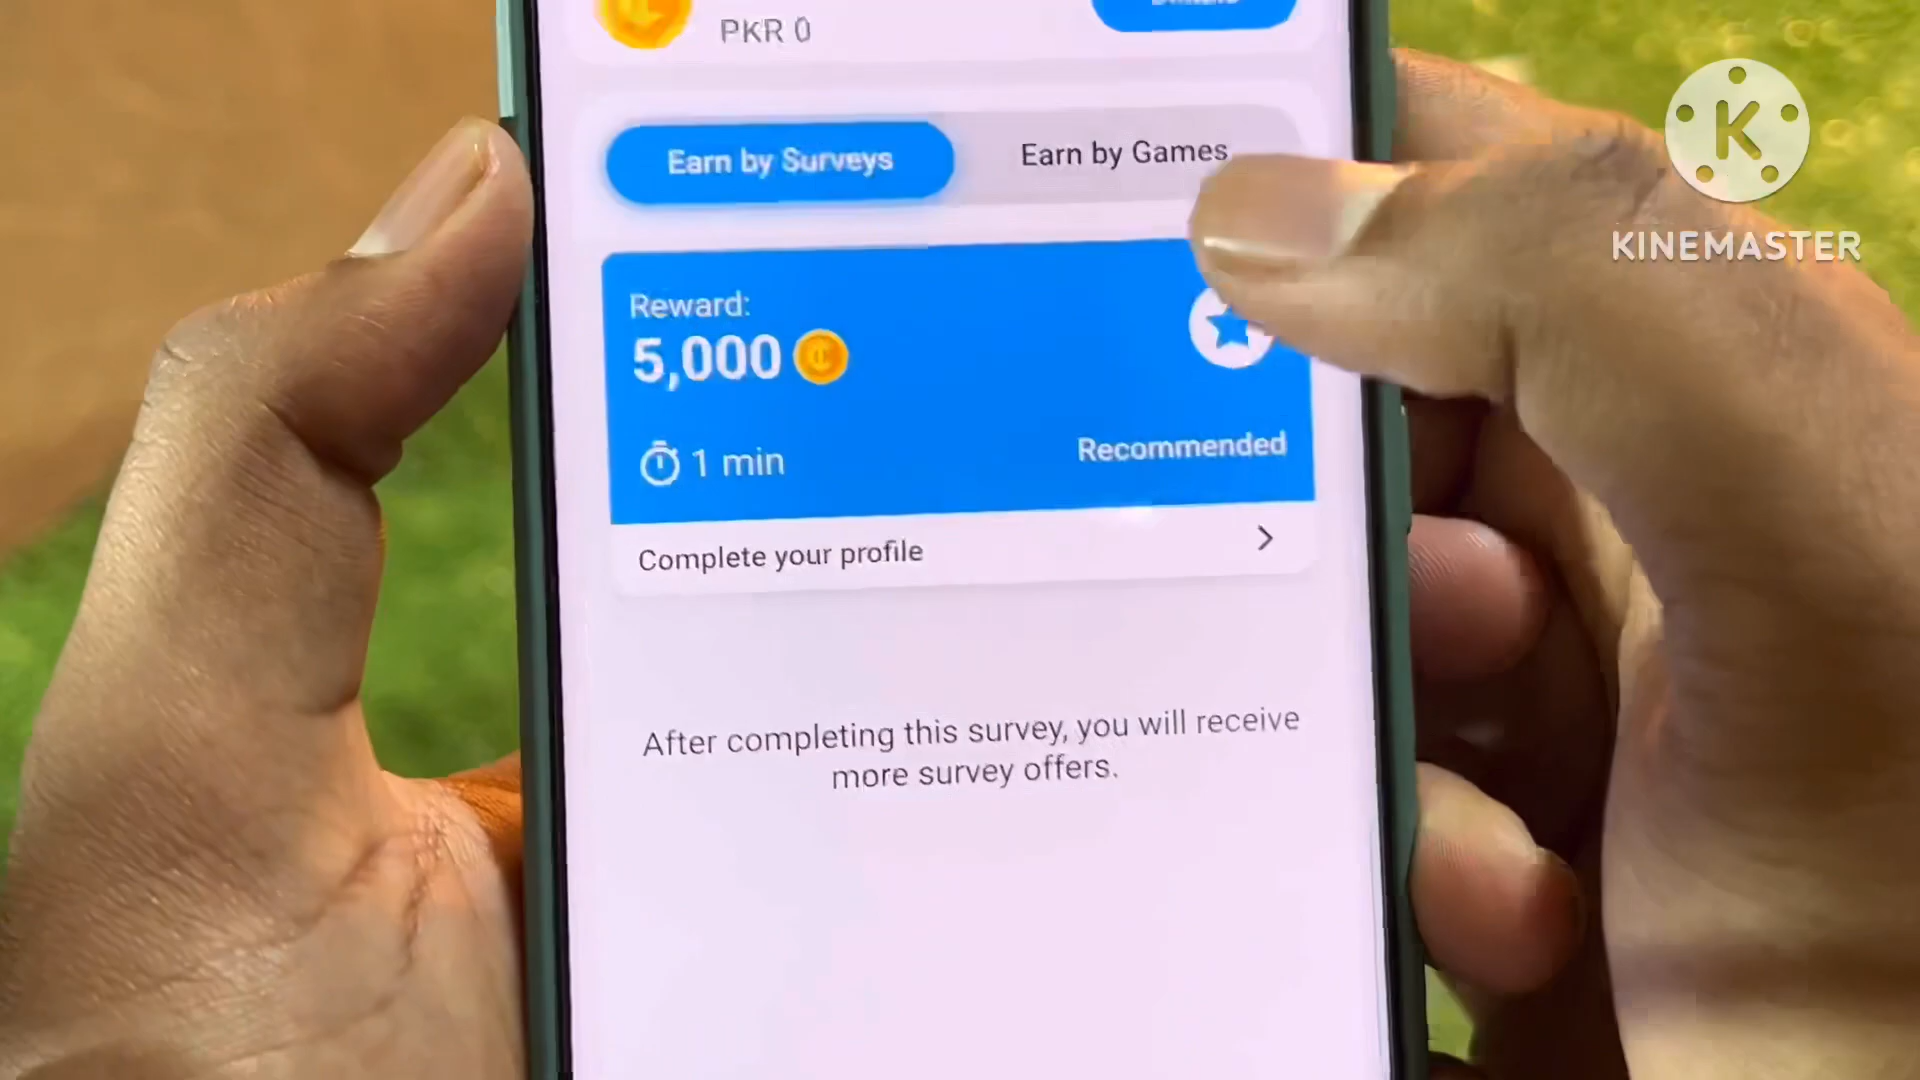 PKR 0
Earn by Surveys
Earn by Games
K
KINEMASTER
Reward:
5,000
1 min
Recommended
Complete your profile
After completing this survey, you will receive
more survey offers.